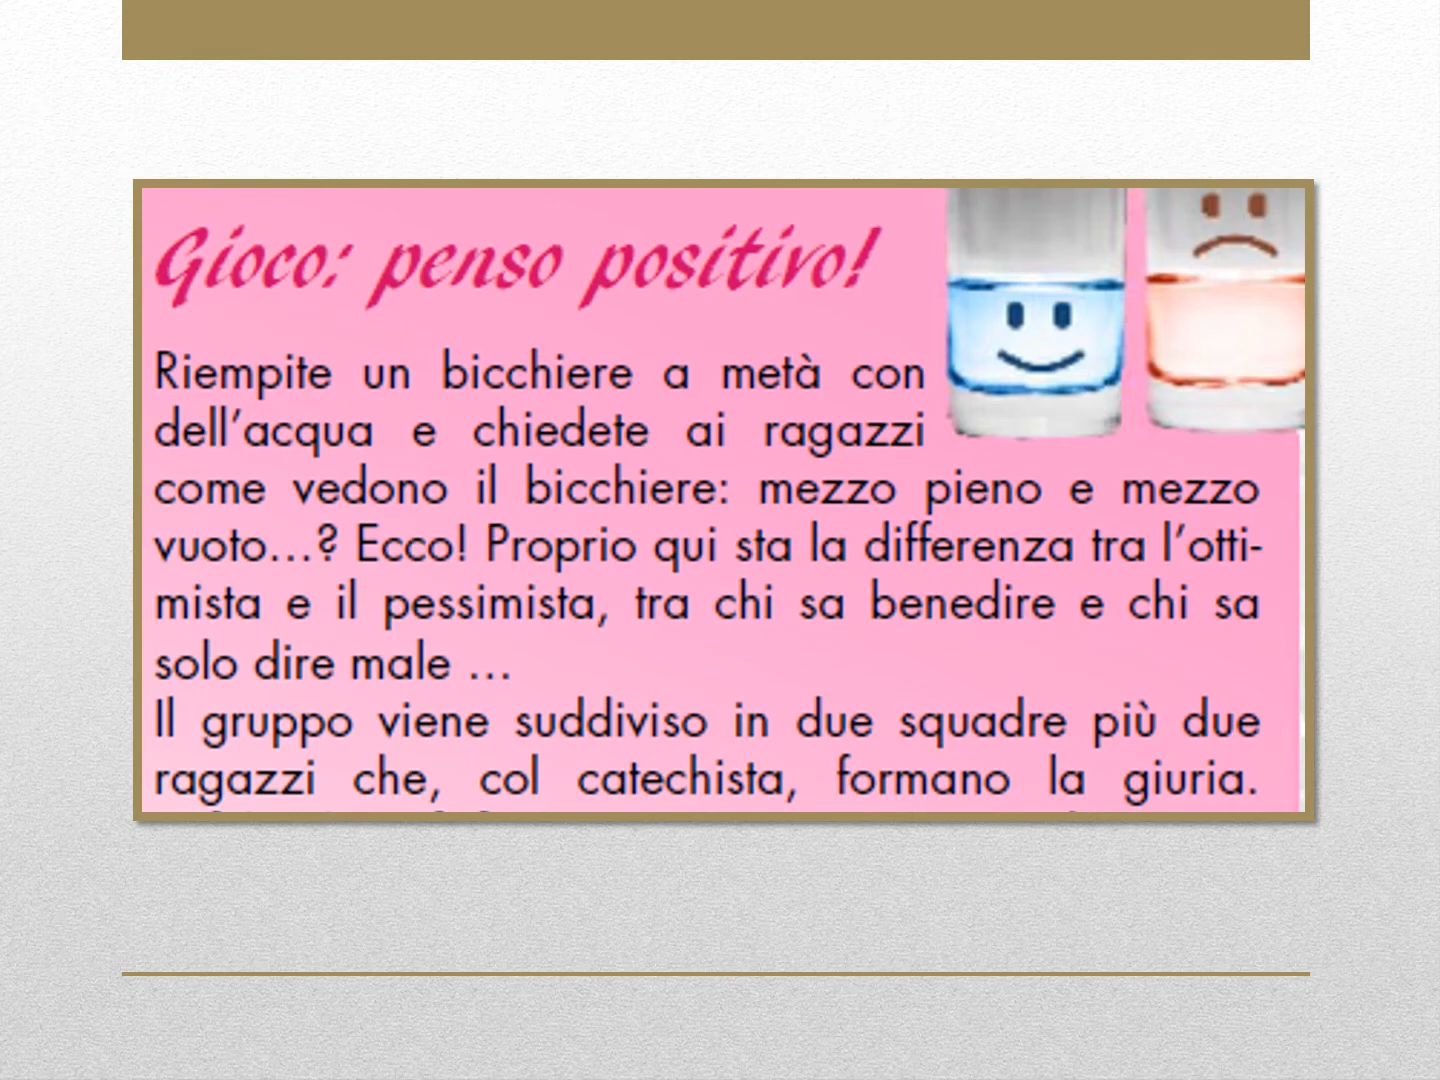 Gioco: penso positivo!
Riempite un bicchiere a metà con
dell’acqua e chiedete ai ragazzi
come vedono il bicchiere: mezzo pieno e mezzo
vuoto…? Ecco! Proprio qui sta la differenza tra l’otti-
mista e il pessimista, tra chi sa benedire e chi sa
solo dire male …
Il gruppo viene suddiviso in due squadre più due
ragazzi che, col catechista, formano la giuria.